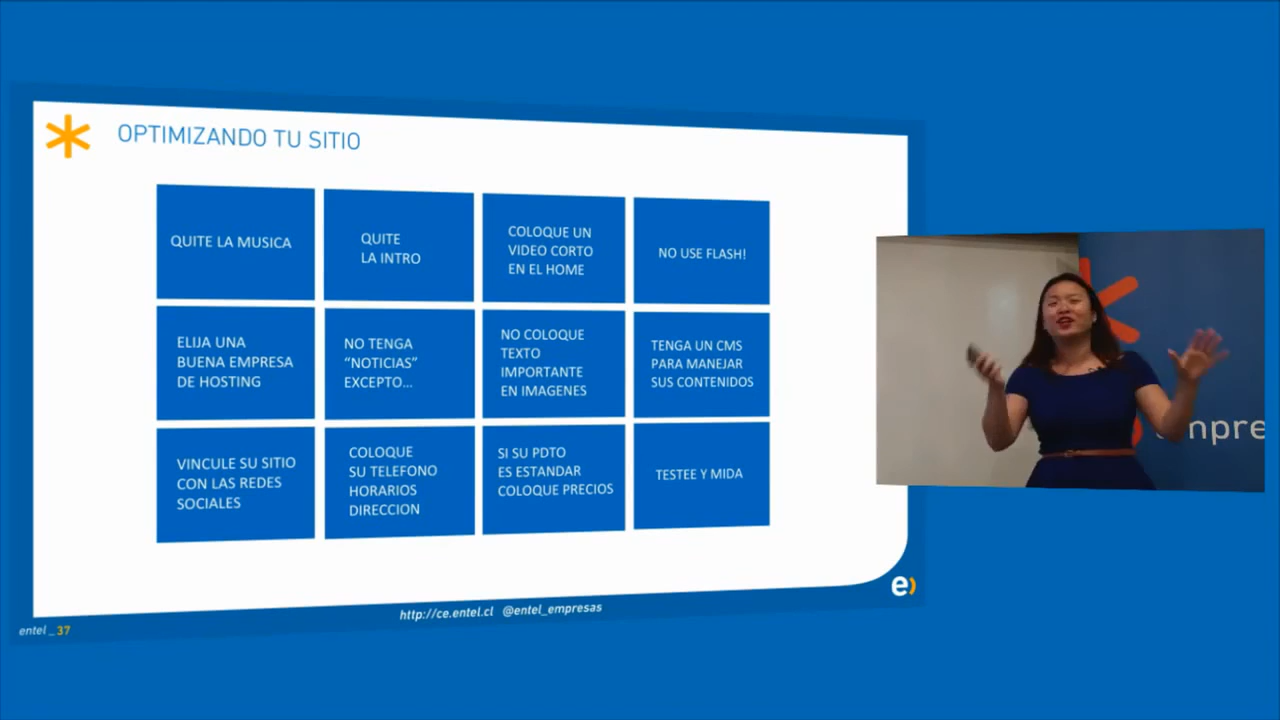 OPTIMIZANDO TU SITIO
QUITE LA MUSICA
QUITE
LA INTRO
COLOQUE UN
VIDEO CORTO
EN EL HOME
NO USE FLASH!
ELIJA UNA
BUENA EMPRESA
DE HOSTING
NO TENGA
“NOTICIAS”
EXCEPTO...
NO COLOQUE
TEXTO
IMPORTANTE
EN IMAGENES
TENGA UN CMS
PARA MANEJAR
SUS CONTENIDOS
VINCULE SU SITIO
CON LAS REDES
SOCIALES
COLOQUE
SU TELEFONO
HORARIOS
DIRECCION
SI SU PDTO
ES ESTANDAR
COLOQUE PRECIOS
TESTEE Y MIDA
e)
http://ce.entel.cl @entel_empresas
entel _37